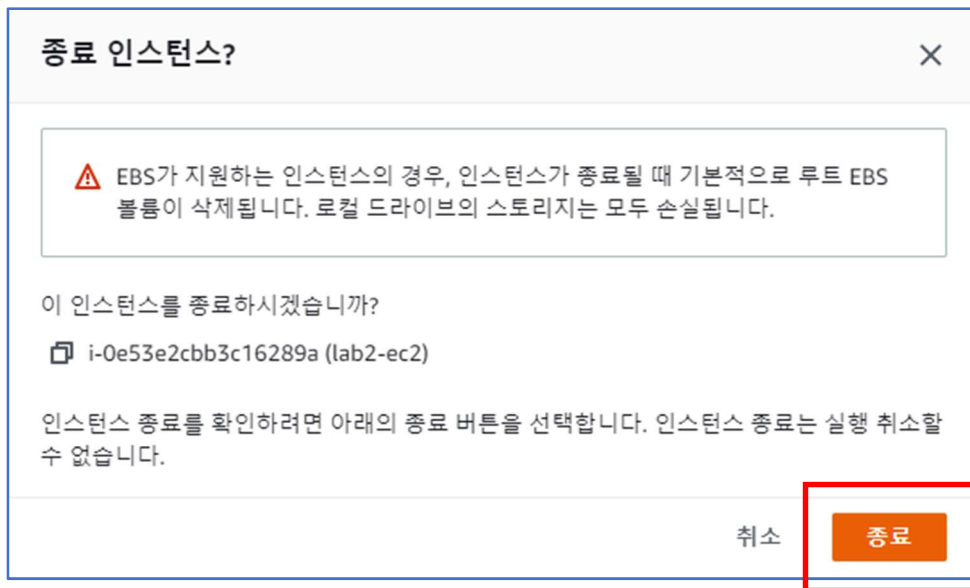 종료 인스턴스?
EBS가 지원하는 인스턴스의 경우, 인스턴스가 종료될 때 기본적으로 루트 EBS
볼륨이 삭제됩니다. 로컬 드라이브의 스토리지는 모두 손실됩니다.
이 인스턴스를 종료하시겠습니까?
i-0e53e2cbb3c16289a (lab2-ec2)
인스턴스 종료를 확인하려면 아래의 종료 버튼을 선택합니다. 인스턴스 종료는 실행 취소할
수 없습니다.
취소 종료